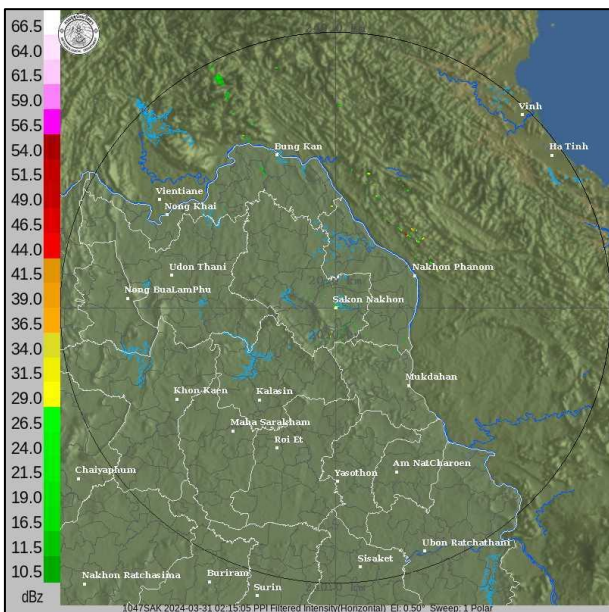 66.5
64.0
61.5
59.0
56.5
54.0
51.5
49.0
46.5
44.0
41.5
39.0
36.5
34.0
31.5
29.0
26.5
24.0
21.5
19.0
16.5
14.0
11.5
10.5
dBz
Vinh
Ha Tinh
Bung Kan
Vientiane
Nong Khai
Udon Thani
Nakhon Phanom
Nong BuaLamPhu
Sakon Nakhon
Mukdahan
Khon Kaen
Kalasin
Maha Sarakham
Roi Et
Chaiyaphum
Yasothon
Am NatCharoen
Ubon Ratchathani
Sisaket
Nakhon Ratchasima
Buriram
Surin
1047SAK 2024-03-31 02:15:05 PPI Filtered Intensity(Horizontal) El: 0.50° Sweep: 1 Polar